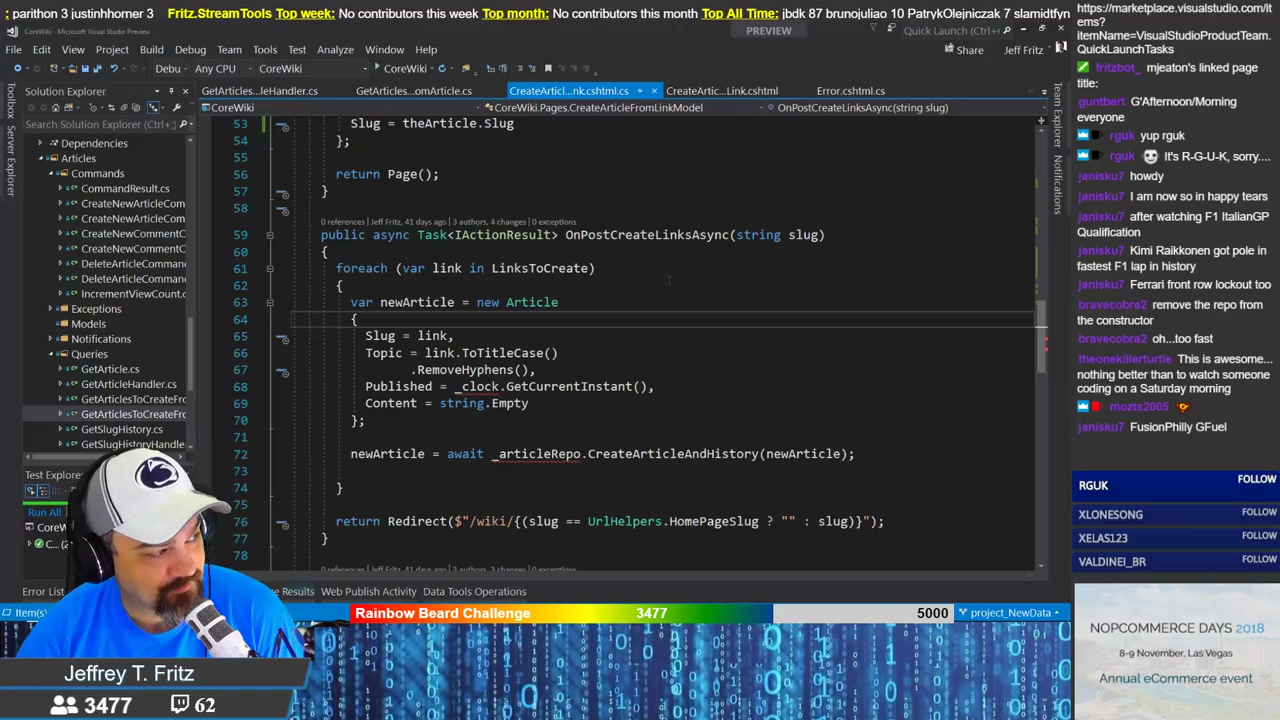 : parithon 3 justinhhorner 3 Fritz.StreamTools Top week: No contributors this week Top month: No contributors this month Top All Time: jbdk 87 brunojuliao 10 PatrykOlejniczak 7 slamidtfyn
CoreWiki - Microsoft Visual Studio Preview
PREVIEW
Quick Launch (Ctrl+Q)
File Edit View Project Build Debug Team Tools Test Analyze Window Help
Share Jeff Fritz
Debug Any CPU CoreWiki CoreWiki
Toolbox
Server Explorer
Solution Explorer
Search Solution Explorer (Ctrl+;)
Dependencies
Articles
Commands
CommandResult.cs
CreateNewArticleCom
CreateNewArticleCom
CreateNewCommentC
CreateNewCommentC
DeleteArticleComman
DeleteArticleComman
IncrementViewCount.c
Exceptions
Models
Notifications
Queries
GetArticle.cs
GetArticleHandler.cs
GetArticlesToCreateFro
GetArticlesToCreateFro
GetSlugHistory.cs
GetSlugHistoryHandle
Test Explorer
Run All
CoreW
C... (2
Error List
GetArticles...leHandler.cs GetArticles...omArticle.cs CreateArticl...nk.cshtml.cs CreateArtic...Link.cshtml Error.cshtml.cs
CoreWiki CoreWiki.Pages.CreateArticleFromLinkModel OnPostCreateLinksAsync(string slug)
53 Slug = theArticle.Slug
54 };
55
56 return Page();
57 }
58
0 references | Jeff Fritz, 41 days ago | 3 authors, 4 changes | 0 exceptions
59 public async Task<IActionResult> OnPostCreateLinksAsync(string slug)
60 {
61 foreach (var link in LinksToCreate)
62 {
63 var newArticle = new Article
64 {
65 Slug = link,
66 Topic = link.ToTitleCase()
67 .RemoveHyphens(),
68 Published = _clock.GetCurrentInstant(),
69 Content = string.Empty
70 };
71
72 newArticle = await _articleRepo.CreateArticleAndHistory(newArticle);
73
74 }
75
76 return Redirect($"/wiki/{(slug == UrlHelpers.HomePageSlug ? "" : slug)}");
77 }
78
Results Web Publish Activity Data Tools Operations
Team Explorer
Notifications
Item(s)
Rainbow Beard Challenge 3477 5000
project_NewData
https://marketplace.visualstudio.com/it
ems?
itemName=VisualStudioProductTeam.
QuickLaunchTasks
fritzbot_ mjeaton's linked page
title:
guntbert G'Afternoon/Morning
everyone
rguk yup rguk
rguk It's R-G-U-K, sorry....
janisku7 howdy
janisku7 I am now so in happy tears
janisku7 after watching F1 ItalianGP
Qualification
janisku7 Kimi Raikkonen got pole in
fastest F1 lap in history
janisku7 Ferrari front row lockout too
bravecobra2 remove the repo from
the constructor
bravecobra2 oh...too fast
theonekillerturtle This is awesome...
nothing better than to watch someone
coding on a Saturday morning
mozts2005
janisku7 FusionPhilly GFuel
RGUK FOLLOW
XLONESONG FOLLOW
XELAS123 FOLLOW
VALDINEI_BR FOLLOW
NOPCOMMERCE DAYS 2018
8-9 November, Las Vegas
Annual eCommerce event
Jeffrey T. Fritz
3477 62